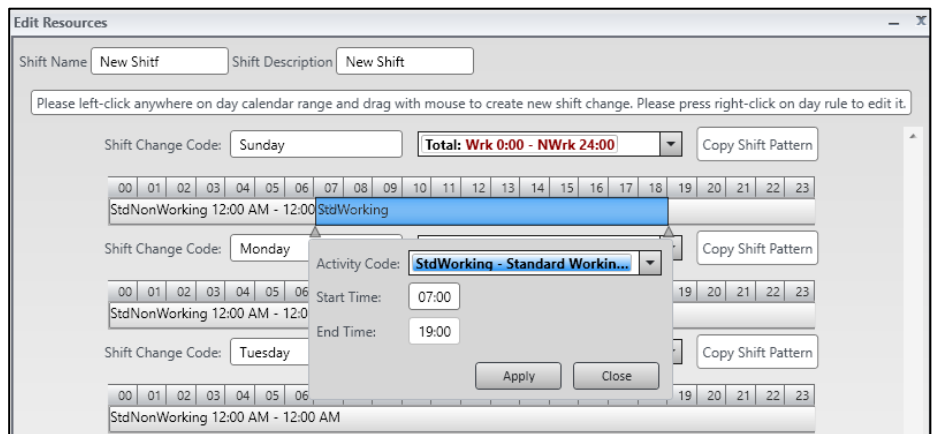 Edit Resources
Shift Name New Shitf Shift Description New Shift
Please left-click anywhere on day calendar range and drag with mouse to create new shift change. Please press right-click on day rule to edit it.
Shift Change Code: Sunday Total: Wrk 0:00 - NWrk 24:00 Copy Shift Pattern
00 01 02 03 04 05 06 07 08 09 10 11 12 13 14 15 16 17 18 19 20 21 22 23
StdNonWorking 12:00 AM - 12:00 StdWorking
Shift Change Code: Monday Copy Shift Pattern
Activity Code: StdWorking - Standard Workin...
00 01 02 03 04 05 06 Start Time: 07:00 19 20 21 22 23
StdNonWorking 12:00 AM - 12:0
End Time: 19:00
Shift Change Code: Tuesday Copy Shift Pattern
Apply Close
00 01 02 03 04 05 06 19 20 21 22 23
StdNonWorking 12:00 AM - 12:00 AM